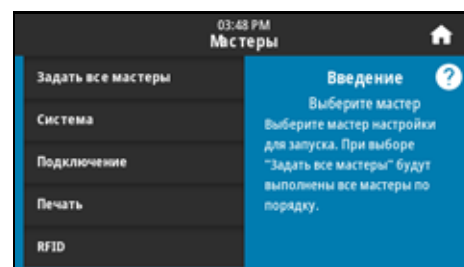 03:48 PM
Мастеры
Задать все мастеры
Система
Подключение
Печать
RFID
Введение
?
Выберите мастер
Выберите мастер настройки
для запуска. При выборе
"Задать все мастеры" будут
выполнены все мастеры по
порядку.